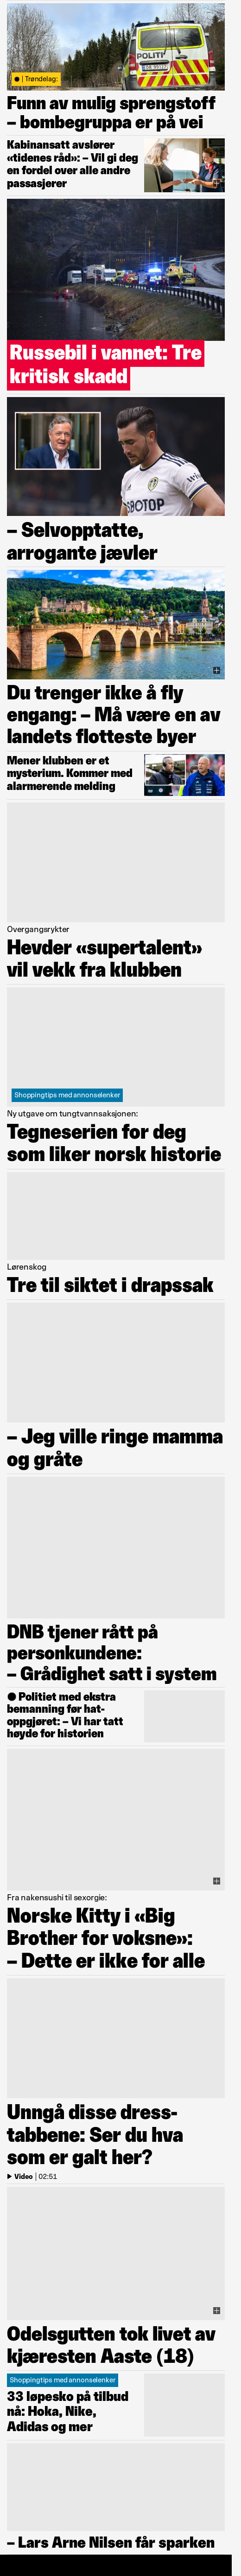 POLITI
● | Trøndelag:
Funn av mulig sprengstoff
– bombegruppa er på vei
Kabinansatt avslører
«tidenes råd»: – Vil gi deg
en fordel over alle andre
passasjerer
Russebil i vannet: Tre
kritisk skadd
SBOTOP
– Selvopptatte,
arrogante jævler
Du trenger ikke å fly
engang: – Må være en av
landets flotteste byer
Mener klubben er et
mysterium. Kommer med
alarmerende melding
Overgangsrykter
Hevder «supertalent»
vil vekk fra klubben
Shoppingtips med annonselenker
Ny utgave om tungtvannsaksjonen:
Tegneserien for deg
som liker norsk historie
Lørenskog
Tre til siktet i drapssak
– Jeg ville ringe mamma
og gråte
DNB tjener rått på
personkundene:
– Grådighet satt i system
● Politiet med ekstra
bemanning før hat-
oppgjøret: – Vi har tatt
høyde for historien
Fra nakensushi til sexorgie:
Norske Kitty i «Big
Brother for voksne»:
– Dette er ikke for alle
Unngå disse dress-
tabbene: Ser du hva
som er galt her?
Video | 02:51
Odelsgutten tok livet av
kjæresten Aaste (18)
Shoppingtips med annonselenker
33 løpesko på tilbud
nå: Hoka, Nike,
Adidas og mer
– Lars Arne Nilsen får sparken